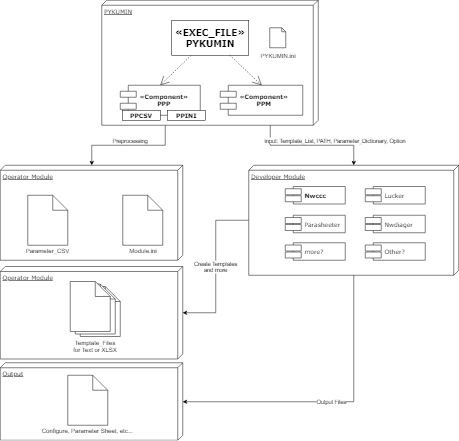 PYKUMIN
«EXEC_FILE»
PYKUMIN
PYKUMIN.ini
«Component»
PPP
PPCSV
PPINI
«Component»
PPM
Preprocessing
input: Template_List, PATH, Parameter_Dictionary, Option
Operator Module
Parameter_CSV
Module.ini
Developer Module
Nwccc
Lucker
Parasheeter
Nwdiager
more?
Other?
Create Templates
and more
Operator Module
Template_Files
for Text or XLSX
Output
Configure, Parameter Sheet, etc...
Output Files